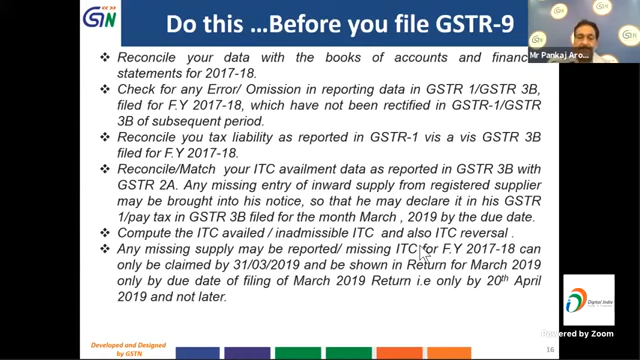 GSTN
Do this ...Before you file GSTR-9
Mr Pankaj Aro...
❖ Reconcile your data with the books of accounts and financ
statements for 2017-18.
❖ Check for any Error/ Omission in reporting data in GSTR 1/GSTR 3B,
filed for F.Y 2017-18, which have not been rectified in GSTR-1/GSTR
3B of subsequent period.
❖ Reconcile you tax liability as reported in GSTR-1 vis a vis GSTR 3B
filed for F.Y 2017-18.
❖ Reconcile/Match your ITC availment data as reported in GSTR 3B with
GSTR 2A. Any missing entry of inward supply from registered supplier
may be brought into his notice, so that he may declare it in his GSTR
1/pay tax in GSTR 3B filed for the month March, 2019 by the due date.
❖ Compute the ITC availed / inadmissible ITC and also ITC reversal .
❖ Any missing supply may be reported/ missing ITC for F.Y 2017-18 can
only be claimed by 31/03/2019 and be shown in Return for March 2019
only by due date of filing of March 2019 Return i.e only by 20th April
2019 and not later.
Digital India
Powered by Zoom
Developed and Designed
by GSTN
16